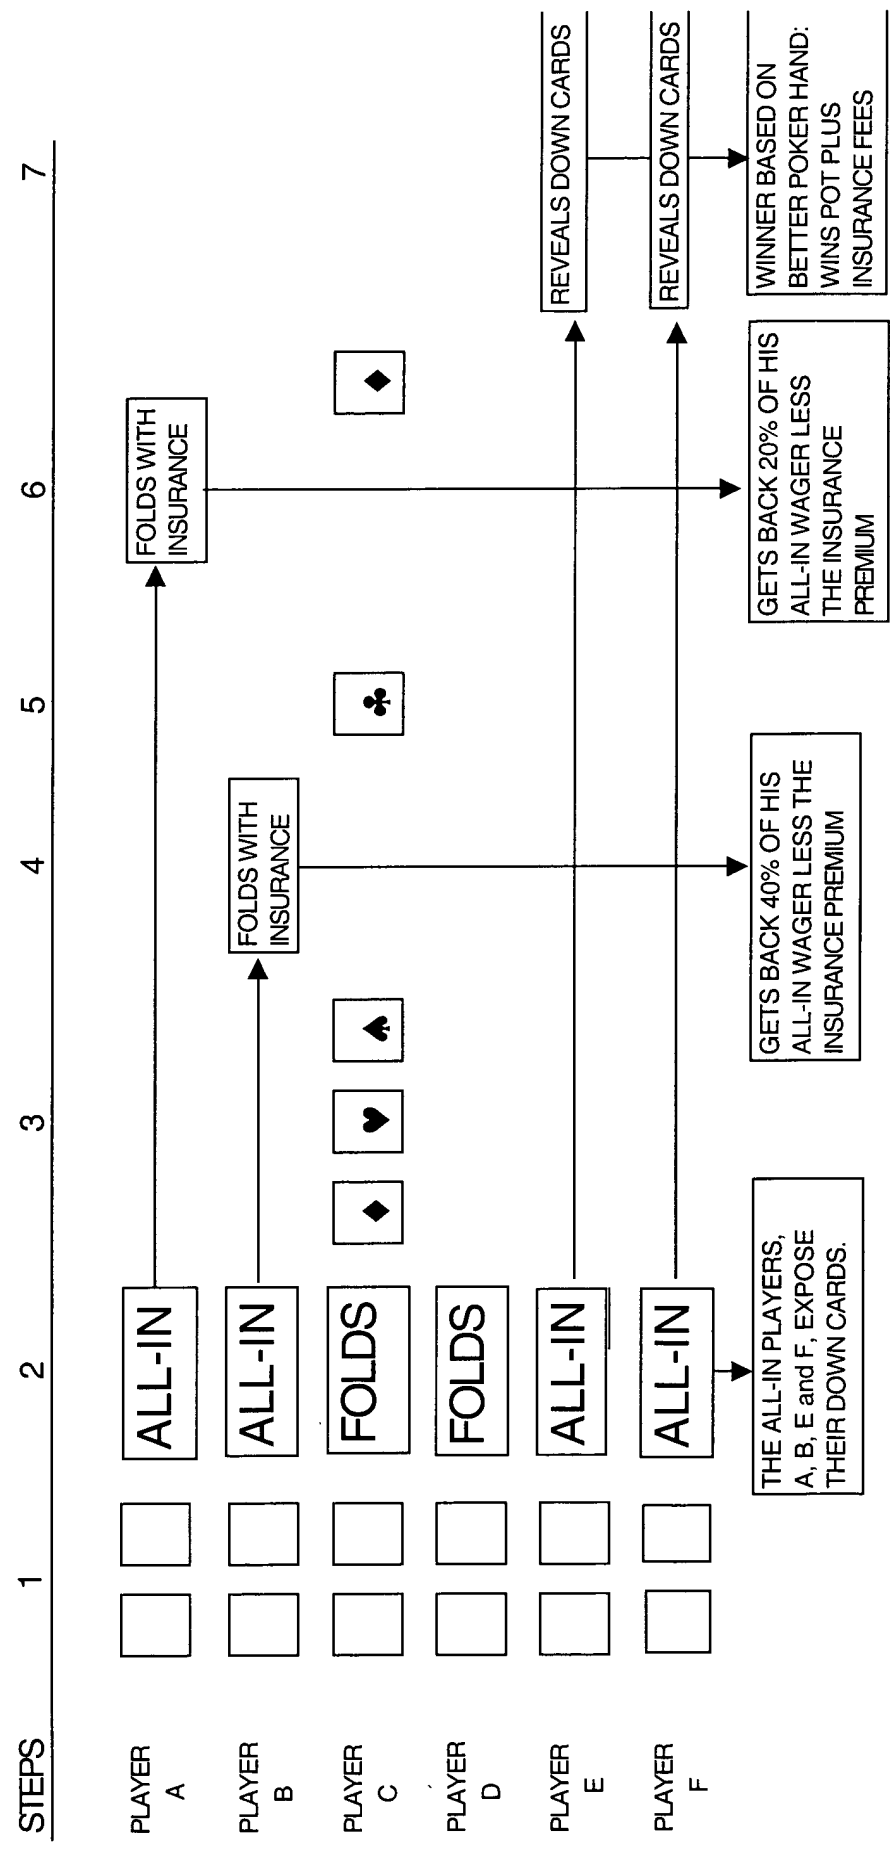 STEPS 1 2 3 4 5 6 7
PLAYER
A
ALL-IN
FOLDS WITH
INSURANCE
PLAYER
B
ALL-IN
FOLDS WITH
INSURANCE
PLAYER
C
FOLDS
PLAYER
D
FOLDS
PLAYER
E
ALL-IN
REVEALS DOWN CARDS
PLAYER
F
ALL-IN
REVEALS DOWN CARDS
THE ALL-IN PLAYERS,
A, B, E and F, EXPOSE
THEIR DOWN CARDS.
GETS BACK 40% OF HIS
ALL-IN WAGER LESS THE
INSURANCE PREMIUM
GETS BACK 20% OF HIS
ALL-IN WAGER LESS
THE INSURANCE
PREMIUM
WINNER BASED ON
BETTER POKER HAND:
WINS POT PLUS
INSURANCE FEES